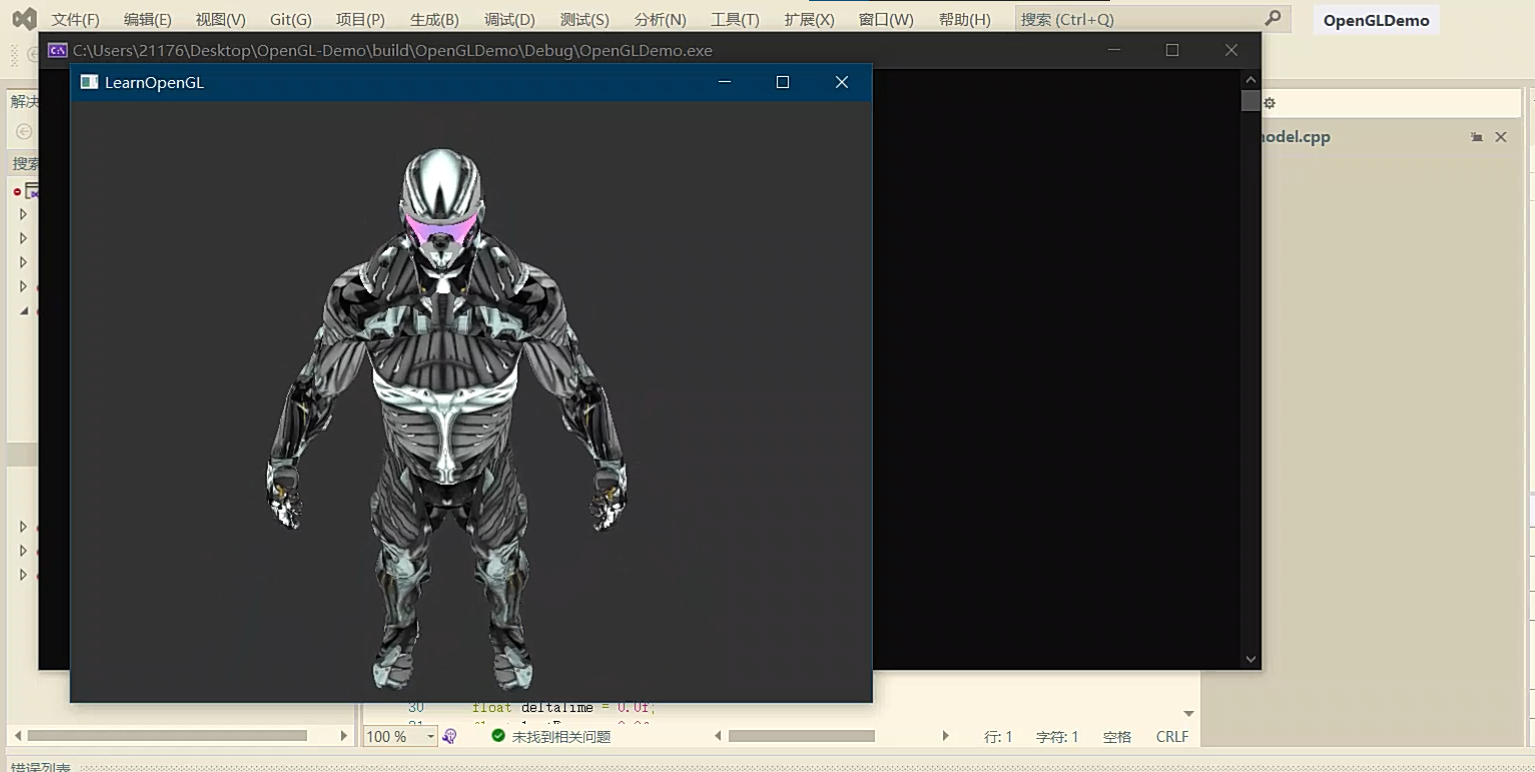 文件(F) 编辑(E) 视图(V) Git(G) 项目(P) 生成(B) 调试(D) 测试(S) 分析(N) 工具(T) 扩展(X) 窗口(W) 帮助(H) 搜索 (Ctrl+Q) OpenGLDemo
C:\Users\21176\Desktop\OpenGL-Demo\build\OpenGLDemo\Debug\OpenGLDemo.exe
LearnOpenGL
解决
odel.cpp
搜索
30 float deltaTime = 0.0f;
100 % 未找到相关问题 行: 1 字符: 1 空格 CRLF
错误列表